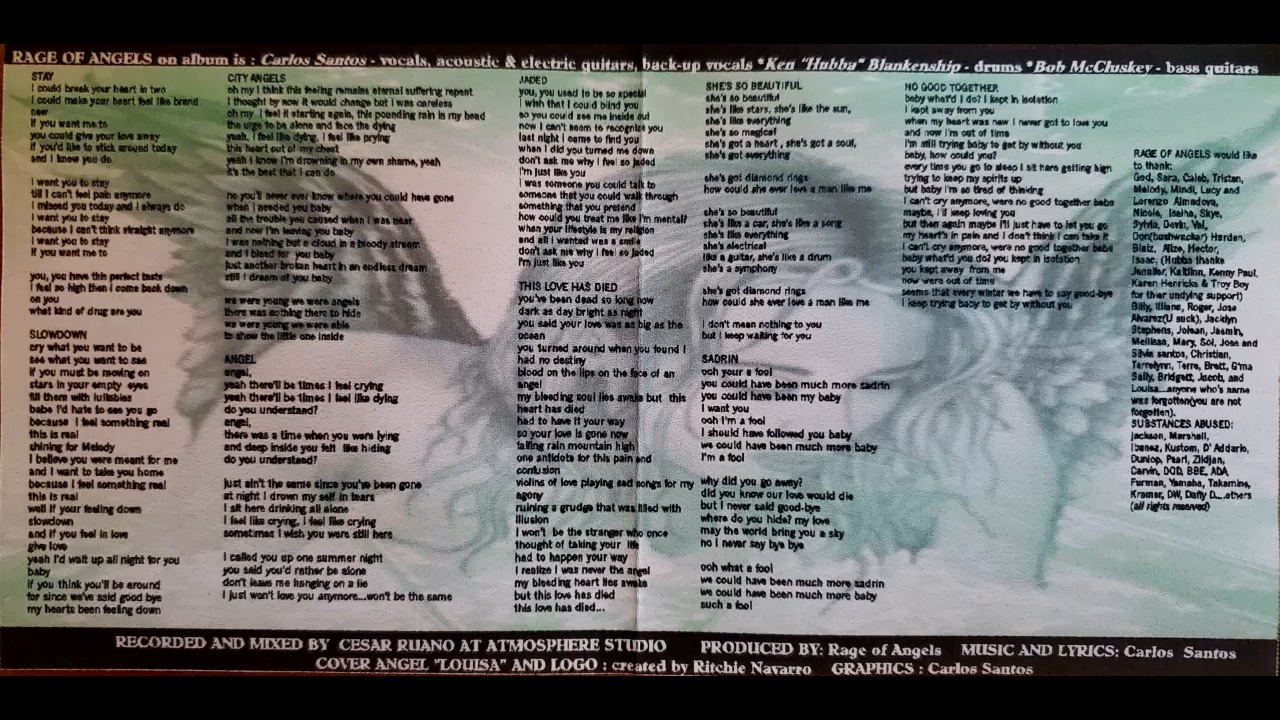 RAGE OF ANGELS on album is : Carlos Santos - vocals, acoustic & electric guitars, back-up vocals *Ken "Hubba" Blankenship - drums *Bob McCluskey - bass guitars
STAY
I could break your heart in two
I could make your heart feel like brand
new
if you want me to
you could give your love away
if you'd like to stick around today
and I know you do
I want you to stay
till I can't feel pain anymore
I missed you today and I always do
I want you to stay
because I can't think straight anymore
I want you to stay
if you want me to
you, you have this perfect taste
I feel so high then I come back down
on you
what kind of drug are you
SLOWDOWN
cry what you want to be
see what you want to see
if you must be moving on
stars in your empty eyes
fill them with lullabies
babe I'd hate to see you go
because I feel something real
this is real
shining for Melody
I believe you were meant for me
and I want to take you home
because I feel something real
this is real
well if your feeling down
slowdown
and if you feel in love
give love
yeah I'd wait up all night for you
baby
if you think you'll be around
for since we've said good bye
my hearts been feeling down
CITY ANGELS
oh my I think this feeling remains eternal suffering repent
I thought by now it would change but I was careless
oh my I feel it starting again, this pounding rain in my head
the urge to be alone and face the dying
yeah, I feel like dying, I feel like prying
this heart out of my chest
yeah I know I'm drowning in my own shame, yeah
it's the best that I can do
no you'll never ever know where you could have gone
when I needed you baby
all the trouble you caused when I was near
and now I'm leaving you baby
I was nothing but a cloud in a bloody stream
and I bleed for you baby
just another broken heart in an endless dream
still I dream of you baby
we were young we were angels
there was nothing there to hide
we were young we were able
to show the little one inside
ANGEL
angel,
yeah there'll be times I feel crying
yeah there'll be times I feel like dying
do you understand?
angel,
there was a time when you were lying
and deep inside you felt like hiding
do you understand?
just ain't the same since you've been gone
at night I drown my self in tears
I sit here drinking all alone
I feel like crying, I feel like crying
sometimes I wish you were still here
I called you up one summer night
you said you'd rather be alone
don't leave me hanging on a lie
I just won't love you anymore...won't be the same
JADED
you, you used to be so special
I wish that I could blind you
so you could see me inside out
now I can't seem to recognize you
last night I came to find you
when I did you turned me down
don't ask me why I feel so jaded
I'm just like you
I was someone you could talk to
someone that you could walk through
something that you pretend
how could you treat me like I'm mental?
when your lifestyle is my religion
and all I wanted was a smile
don't ask me why I feel so jaded
I'm just like you
THIS LOVE HAS DIED
you've been dead so long now
dark as day bright as night
you said your love was as big as the
ocean
you turned around when you found I
had no destiny
blood on the lips on the face of an
angel
my bleeding soul lies awake but this
heart has died
had to have it your way
so your love is gone now
falling rain mountain high
one antidote for this pain and
confusion
violins of love playing sad songs for my
agony
ruining a grudge that was filled with
illusion
I won't be the stranger who once
thought of taking your life
had to happen your way
I realize I was never the angel
my bleeding heart lies awake
but this love has died
this love has died...
SHE'S SO BEAUTIFUL
she's so beautiful
she's like stars, she's like the sun,
she's like everything
she's so magical
she's got a heart , she's got a soul,
she's got everything
she's got diamond rings
how could she ever love a man like me
she's so beautiful
she's like a car, she's like a song
she's like everything
she's electrical
like a guitar, she's like a drum
she's a symphony
she's got diamond rings
how could she ever love a man like me
I don't mean nothing to you
but I keep waiting for you
SADRIN
ooh your a fool
you could have been much more sadrin
you could have been my baby
I want you
ooh I'm a fool
I should have followed you baby
we could have been much more baby
I'm a fool
why did you go away?
did you know our love would die
but I never said good-bye
where do you hide? my love
may the world bring you a sky
no I never say bye bye
ooh what a fool
we could have been much more sadrin
we could have been much more baby
such a fool
NO GOOD TOGETHER
baby what'd I do? I kept in isolation
I kept away from you
when my heart was new I never got to love you
and now I'm out of time
I'm still trying baby to get by without you
baby, how could you?
every time you go to sleep I sit here getting high
trying to keep my spirits up
but baby I'm so tired of thinking
I can't cry anymore, were no good together babe
maybe, I'll keep loving you
but then again maybe I'll just have to let you go
my heart's in pain and I don't think I can take it
I can't cry anymore, were no good together babe
baby what'd you do? you kept in isolation
you kept away from me
now were out of time
seems that every winter we have to say good-bye
I keep trying baby to get by without you
RAGE OF ANGELS would like
to thank:
God, Sara, Caleb, Tristan,
Melody, Mindi, Lucy and
Lorenzo Almadova,
Nicole, Isaiha, Skye,
Sylvia, Devin, Val,
Don(bushwacker) Harden,
Blaiz, Alize, Hector,
Isaac, (Hubba thanks
Jenafer, Kaitlinn, Kenny Paul,
Karen Herricks & Troy Boy
for thier undying support)
Billy, Illiane, Roger, Jose
Alvarez(U suck), Jacklyn
Stephens, Jolean, Jasmin,
Mellissa, Mary, Sol, Jose and
Silvia santos, Christian,
Terrelynn, Terre, Brett, G'ma
Sally, Bridgett, Jacob, and
Louisa...anyone who's name
was forgotten(you are not
forgotten).
SUBSTANCES ABUSED:
Jackson, Marshall,
Ibanez, Kustom, D' Addario,
Dunlop, Pearl, Zildjan,
Carvin, DOD, BBE, ADA
Furman, Yamaha, Takamine,
Kramer, DW, Daffy D...others
(all rights reserved)
RECORDED AND MIXED BY CESAR RUANO AT ATMOSPHERE STUDIO PRODUCED BY: Rage of Angels MUSIC AND LYRICS: Carlos Santos
COVER ANGEL "LOUISA" AND LOGO : created by Ritchie Navarro GRAPHICS : Carlos Santos